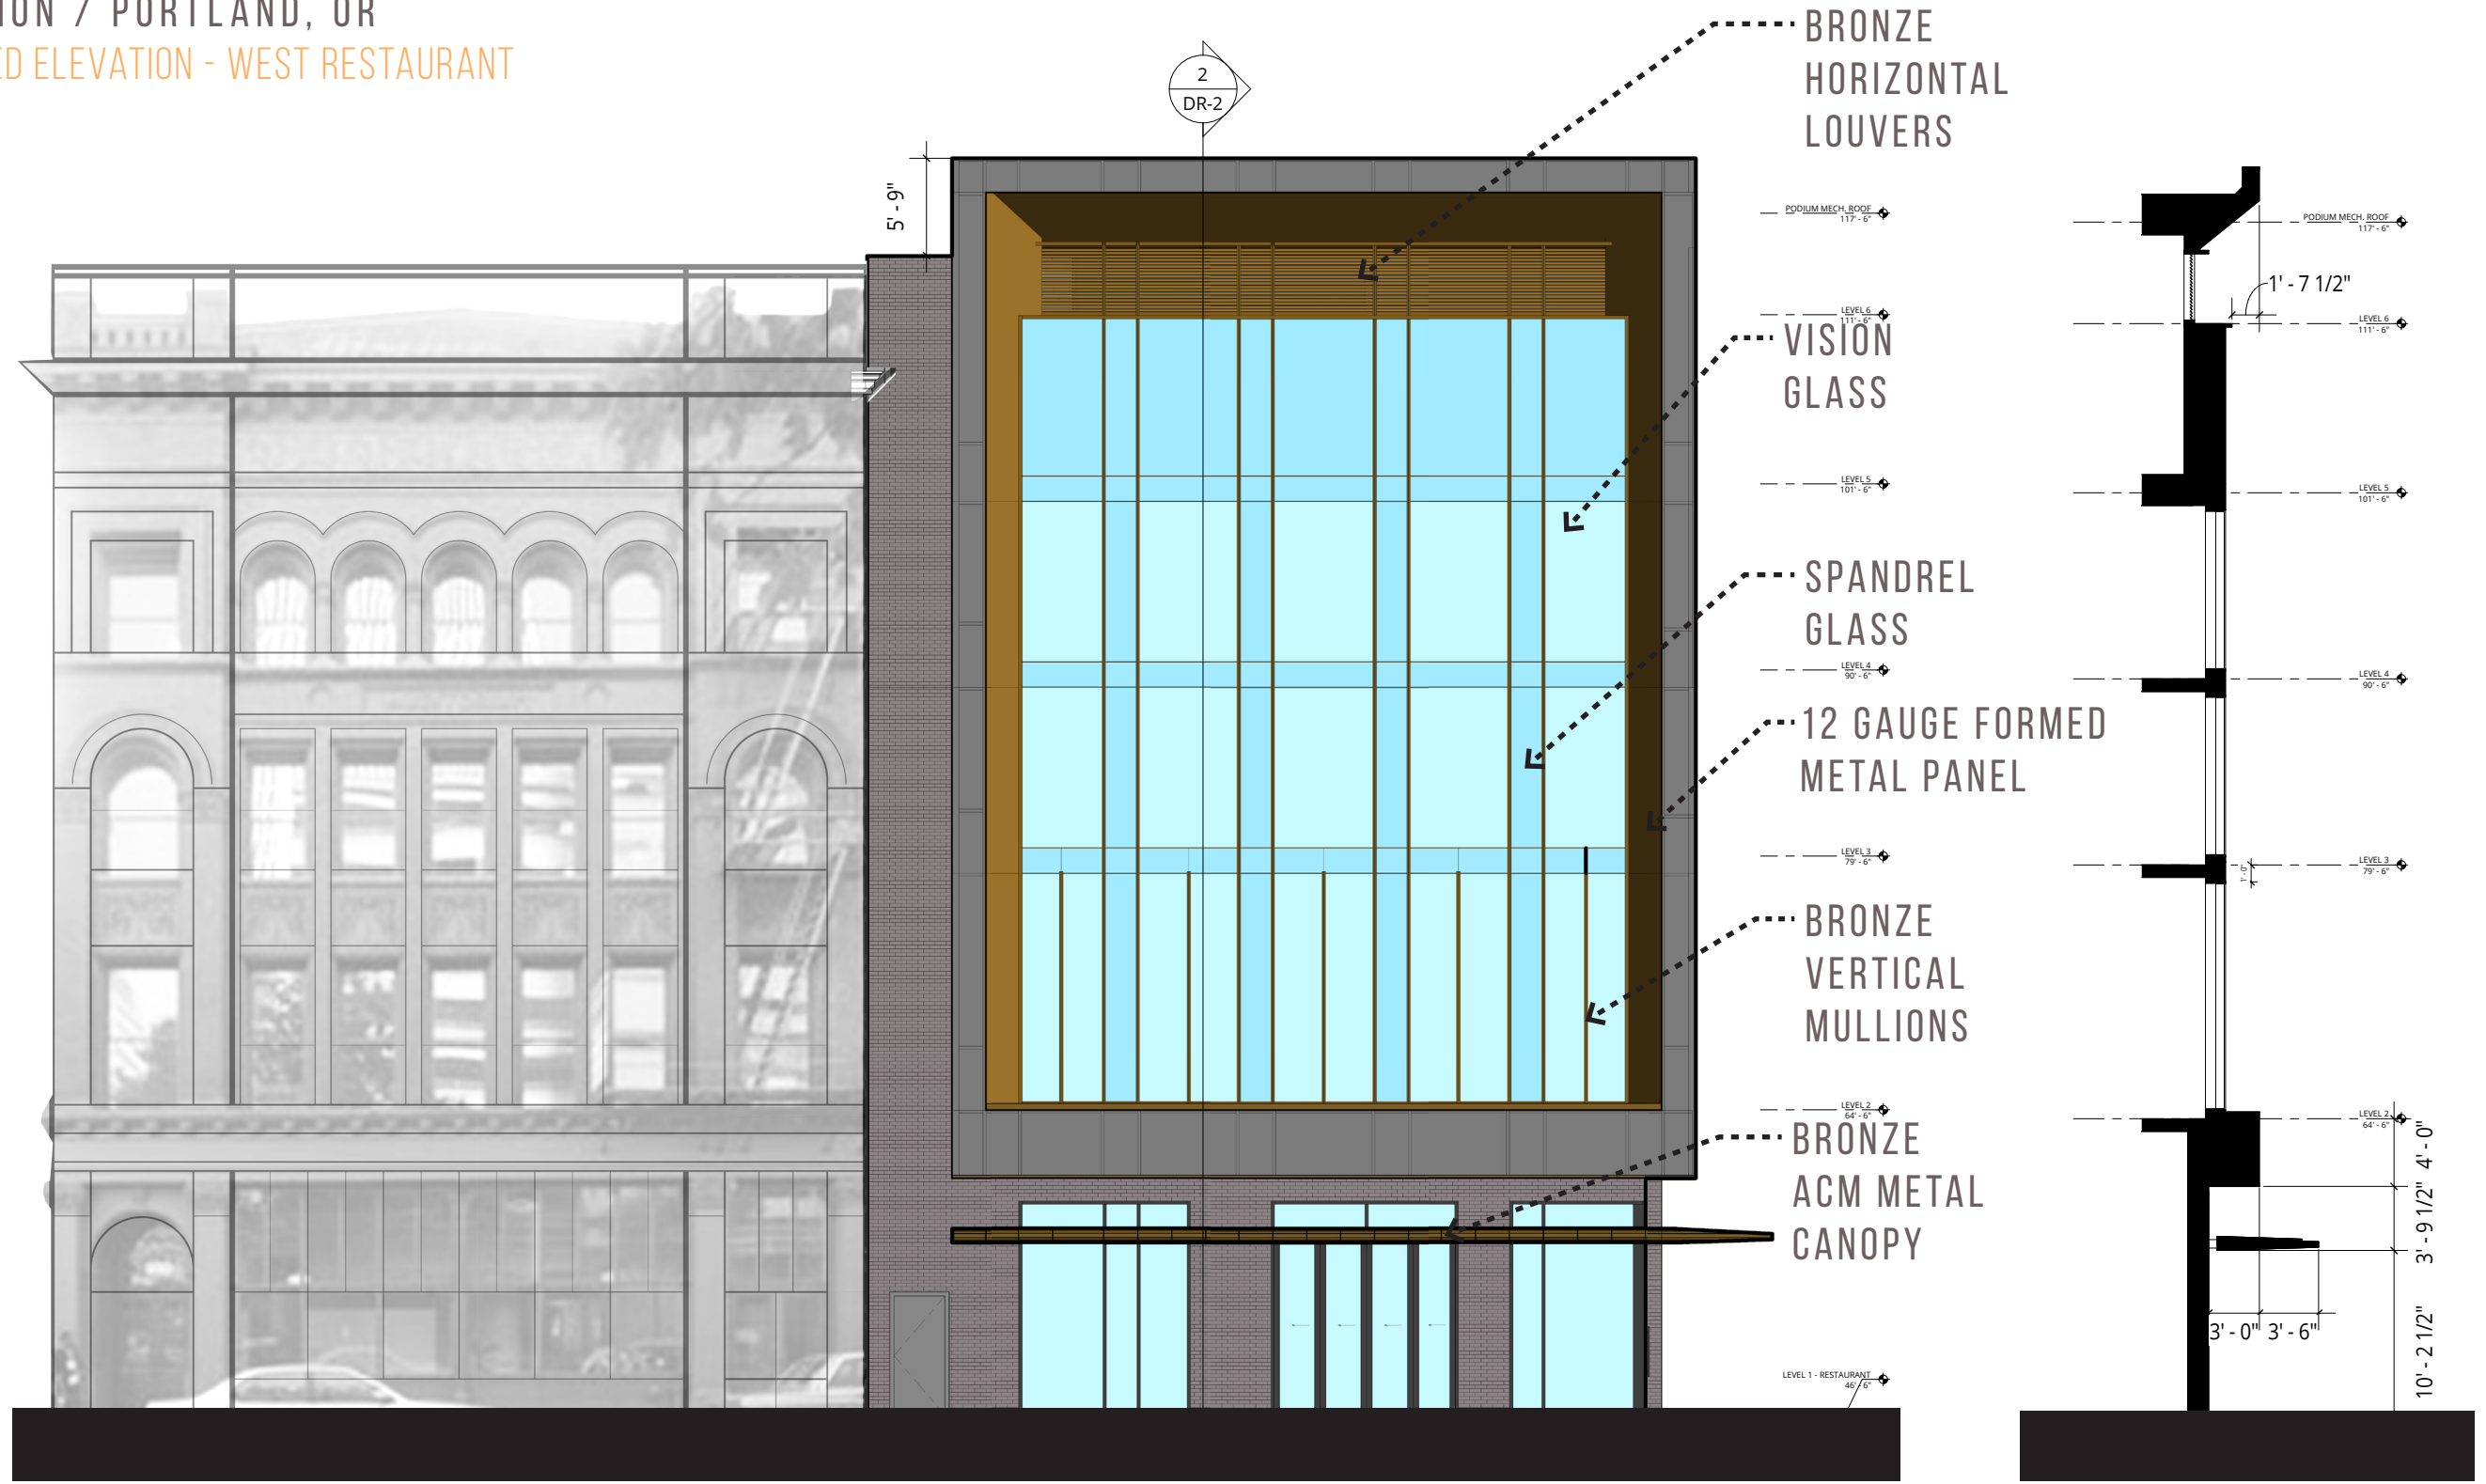 ION / PORTLAND, OR
ED ELEVATION - WEST RESTAURANT
2
DR-2
5' - 9"
BRONZE
HORIZONTAL
LOUVERS
VISION
GLASS
SPANDREL
GLASS
12 GAUGE FORMED
METAL PANEL
BRONZE
VERTICAL
MULLIONS
BRONZE
ACM METAL
CANOPY
PODIUM MECH. ROOF
117' - 6"
LEVEL 6
111' - 6"
LEVEL 5
101' - 6"
LEVEL 4
90' - 6"
LEVEL 3
79' - 6"
LEVEL 2
64' - 6"
LEVEL 1 - RESTAURANT
46' - 6"
PODIUM MECH. ROOF
117' - 6"
1' - 7 1/2"
LEVEL 6
111' - 6"
LEVEL 5
101' - 6"
LEVEL 4
90' - 6"
LEVEL 3
79' - 6"
1' - 0"
LEVEL 2
64' - 6"
4' - 0"
3' - 9 1/2"
3' - 0"
3' - 6"
10' - 2 1/2"